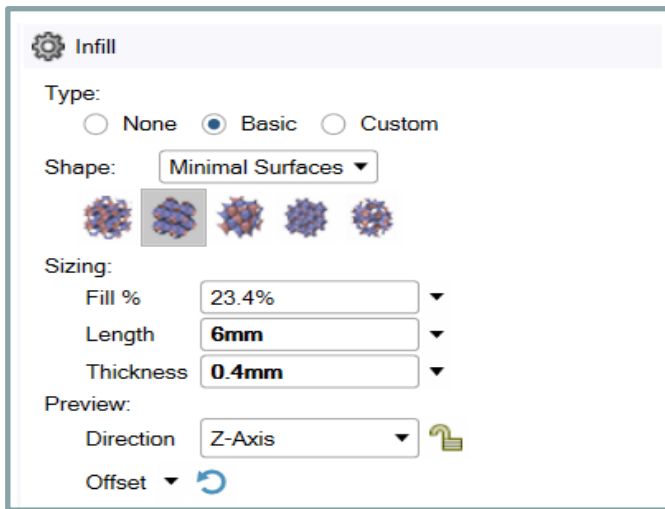 Infill
Type:
None Basic Custom
Shape: Minimal Surfaces
Sizing:
Fill % 23.4%
Length 6mm
Thickness 0.4mm
Preview:
Direction Z-Axis
Offset